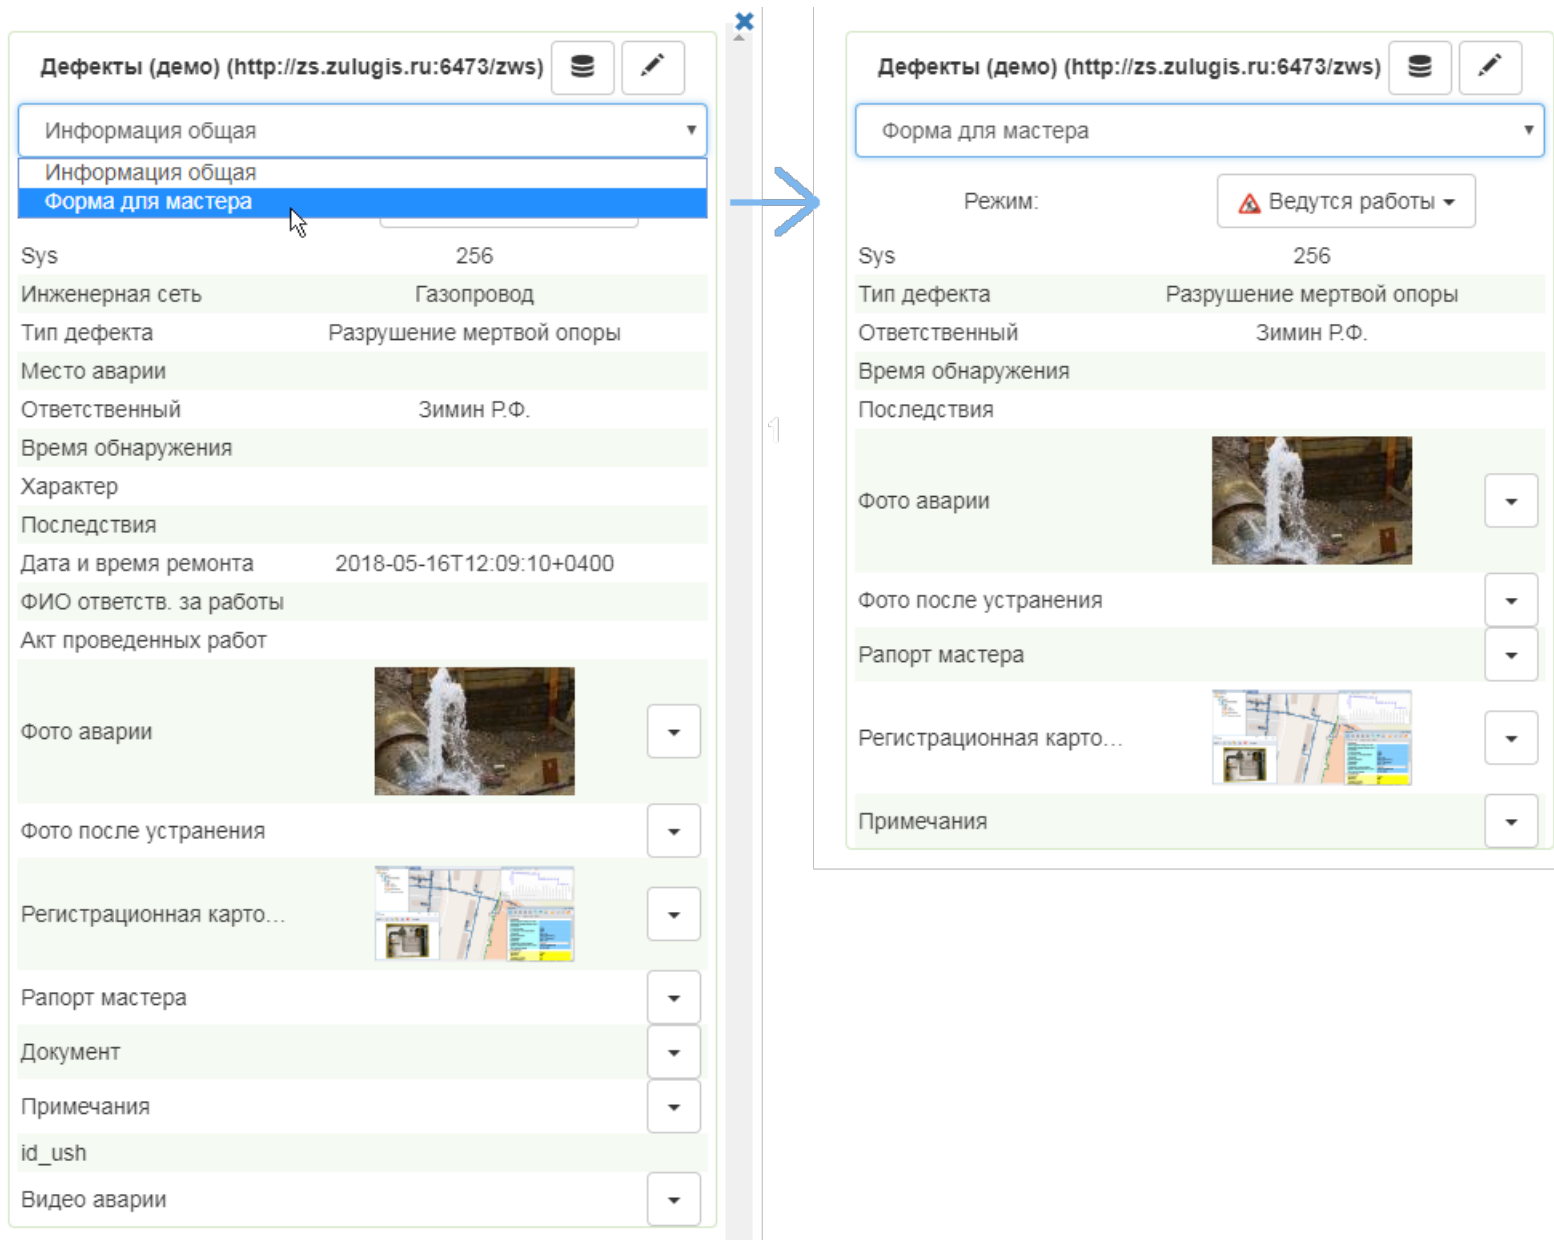 Дефекты (демо) (http://zs.zulugis.ru:6473/zws)
Информация общая
Информация общая
Форма для мастера
Sys 256
Инженерная сеть Газопровод
Тип дефекта Разрушение мертвой опоры
Место аварии
Ответственный Зимин Р.Ф.
Время обнаружения
Характер
Последствия
Дата и время ремонта 2018-05-16T12:09:10+0400
ФИО ответств. за работы
Акт проведенных работ
Фото аварии
Фото после устранения
Регистрационная карто...
Рапорт мастера
Документ
Примечания
id_ush
Видео аварии
1
Дефекты (демо) (http://zs.zulugis.ru:6473/zws)
Форма для мастера
Режим: Ведутся работы
Sys 256
Тип дефекта Разрушение мертвой опоры
Ответственный Зимин Р.Ф.
Время обнаружения
Последствия
Фото аварии
Фото после устранения
Рапорт мастера
Регистрационная карто...
Примечания